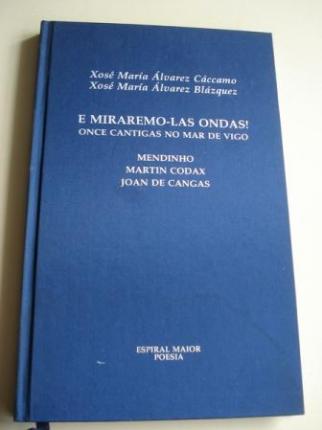 Xosé María Álvarez Cáccamo
Xosé María Álvarez Blázquez
E MIRAREMO-LAS ONDAS!
ONCE CANTIGAS NO MAR DE VIGO
MENDINHO
MARTIN CODAX
JOAN DE CANGAS
ESPIRAL MAIOR
POESIA